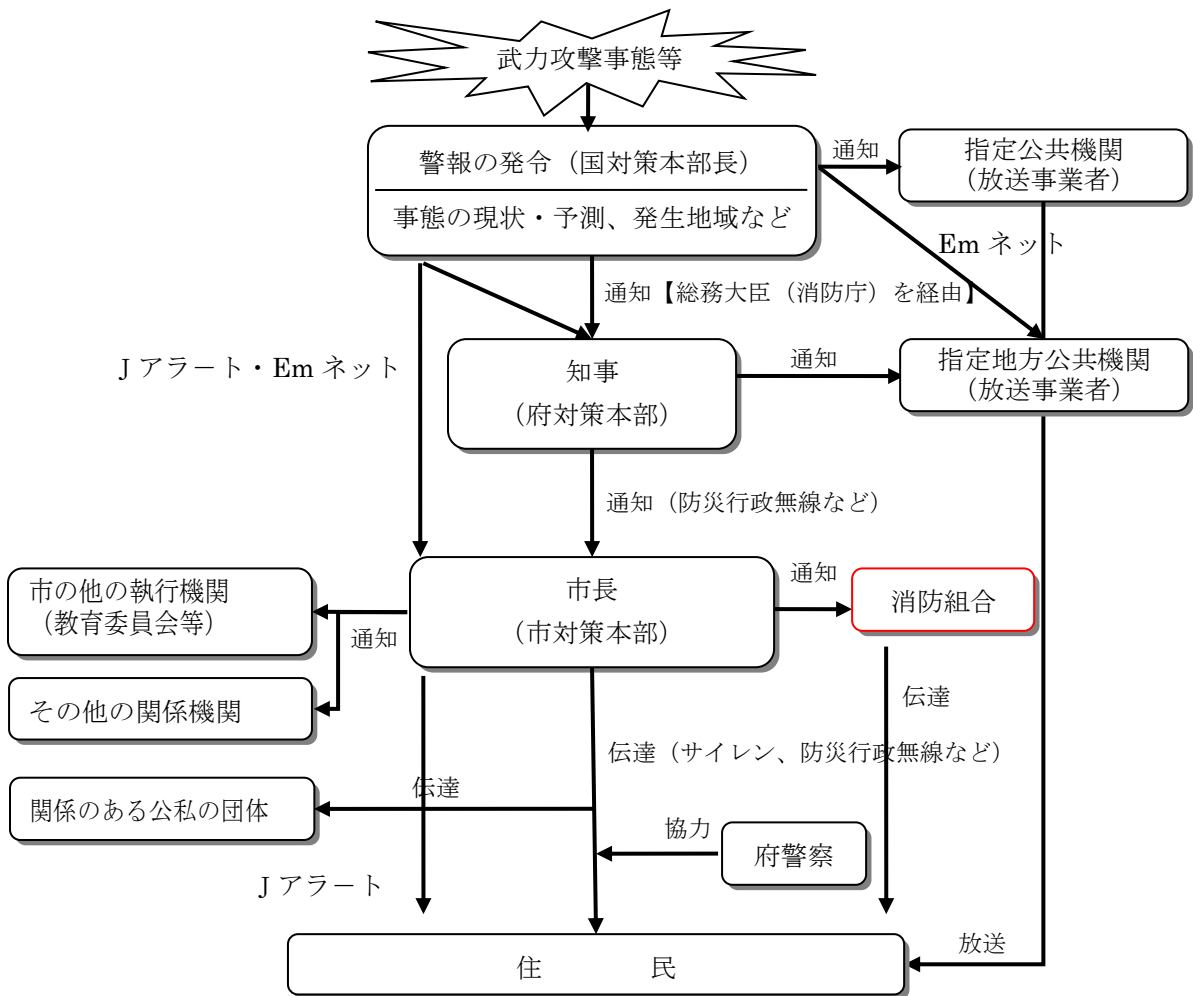 武力攻撃事態等
警報の発令（国対策本部長）
事態の現状・予測、発生地域など
通知
指定公共機関
（放送事業者）
Em ネット
通知【総務大臣（消防庁）を経由】
J アラート・Em ネット
知事
（府対策本部）
通知
指定地方公共機関
（放送事業者）
通知（防災行政無線など）
市の他の執行機関
（教育委員会等）
通知
市長
（市対策本部）
通知
消防組合
その他の関係機関
伝達
伝達（サイレン、防災行政無線など）
関係のある公私の団体
伝達
協力
府警察
J アラート
放送
住　　　　民